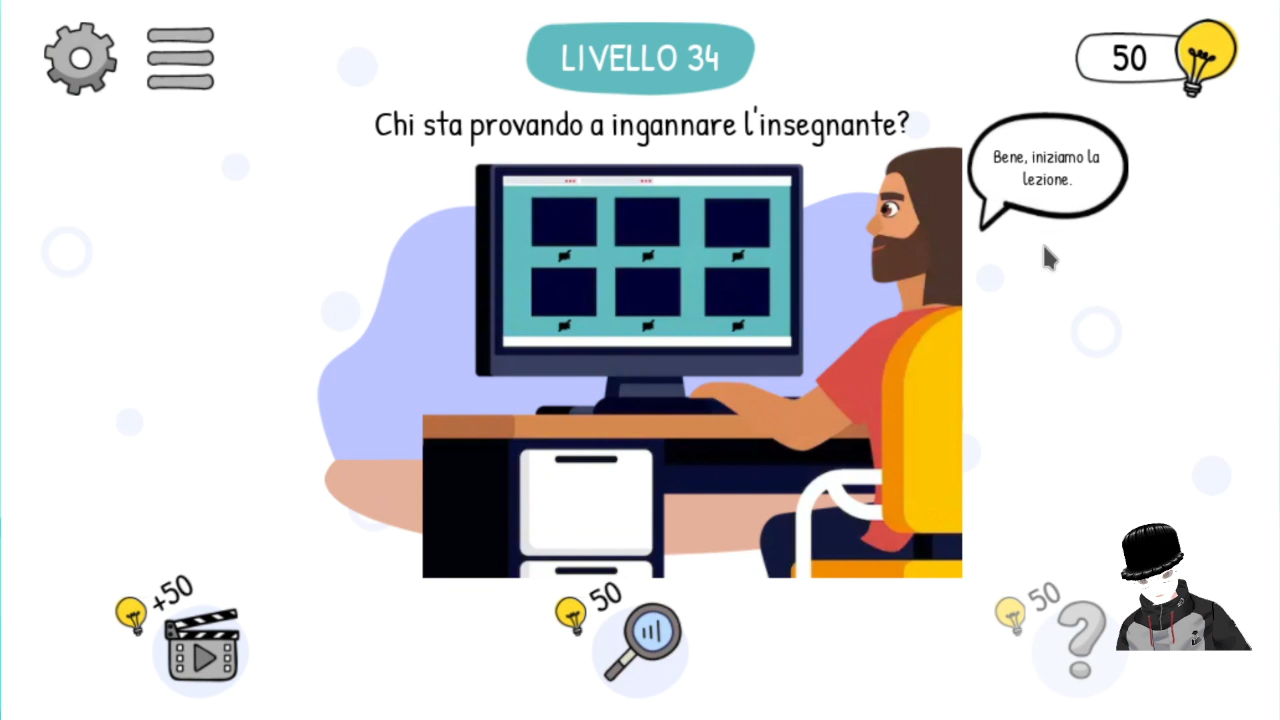 LIVELLO 34
50
Chi sta provando a ingannare l'insegnante?
Bene, iniziamo la
lezione.
+50
50
50